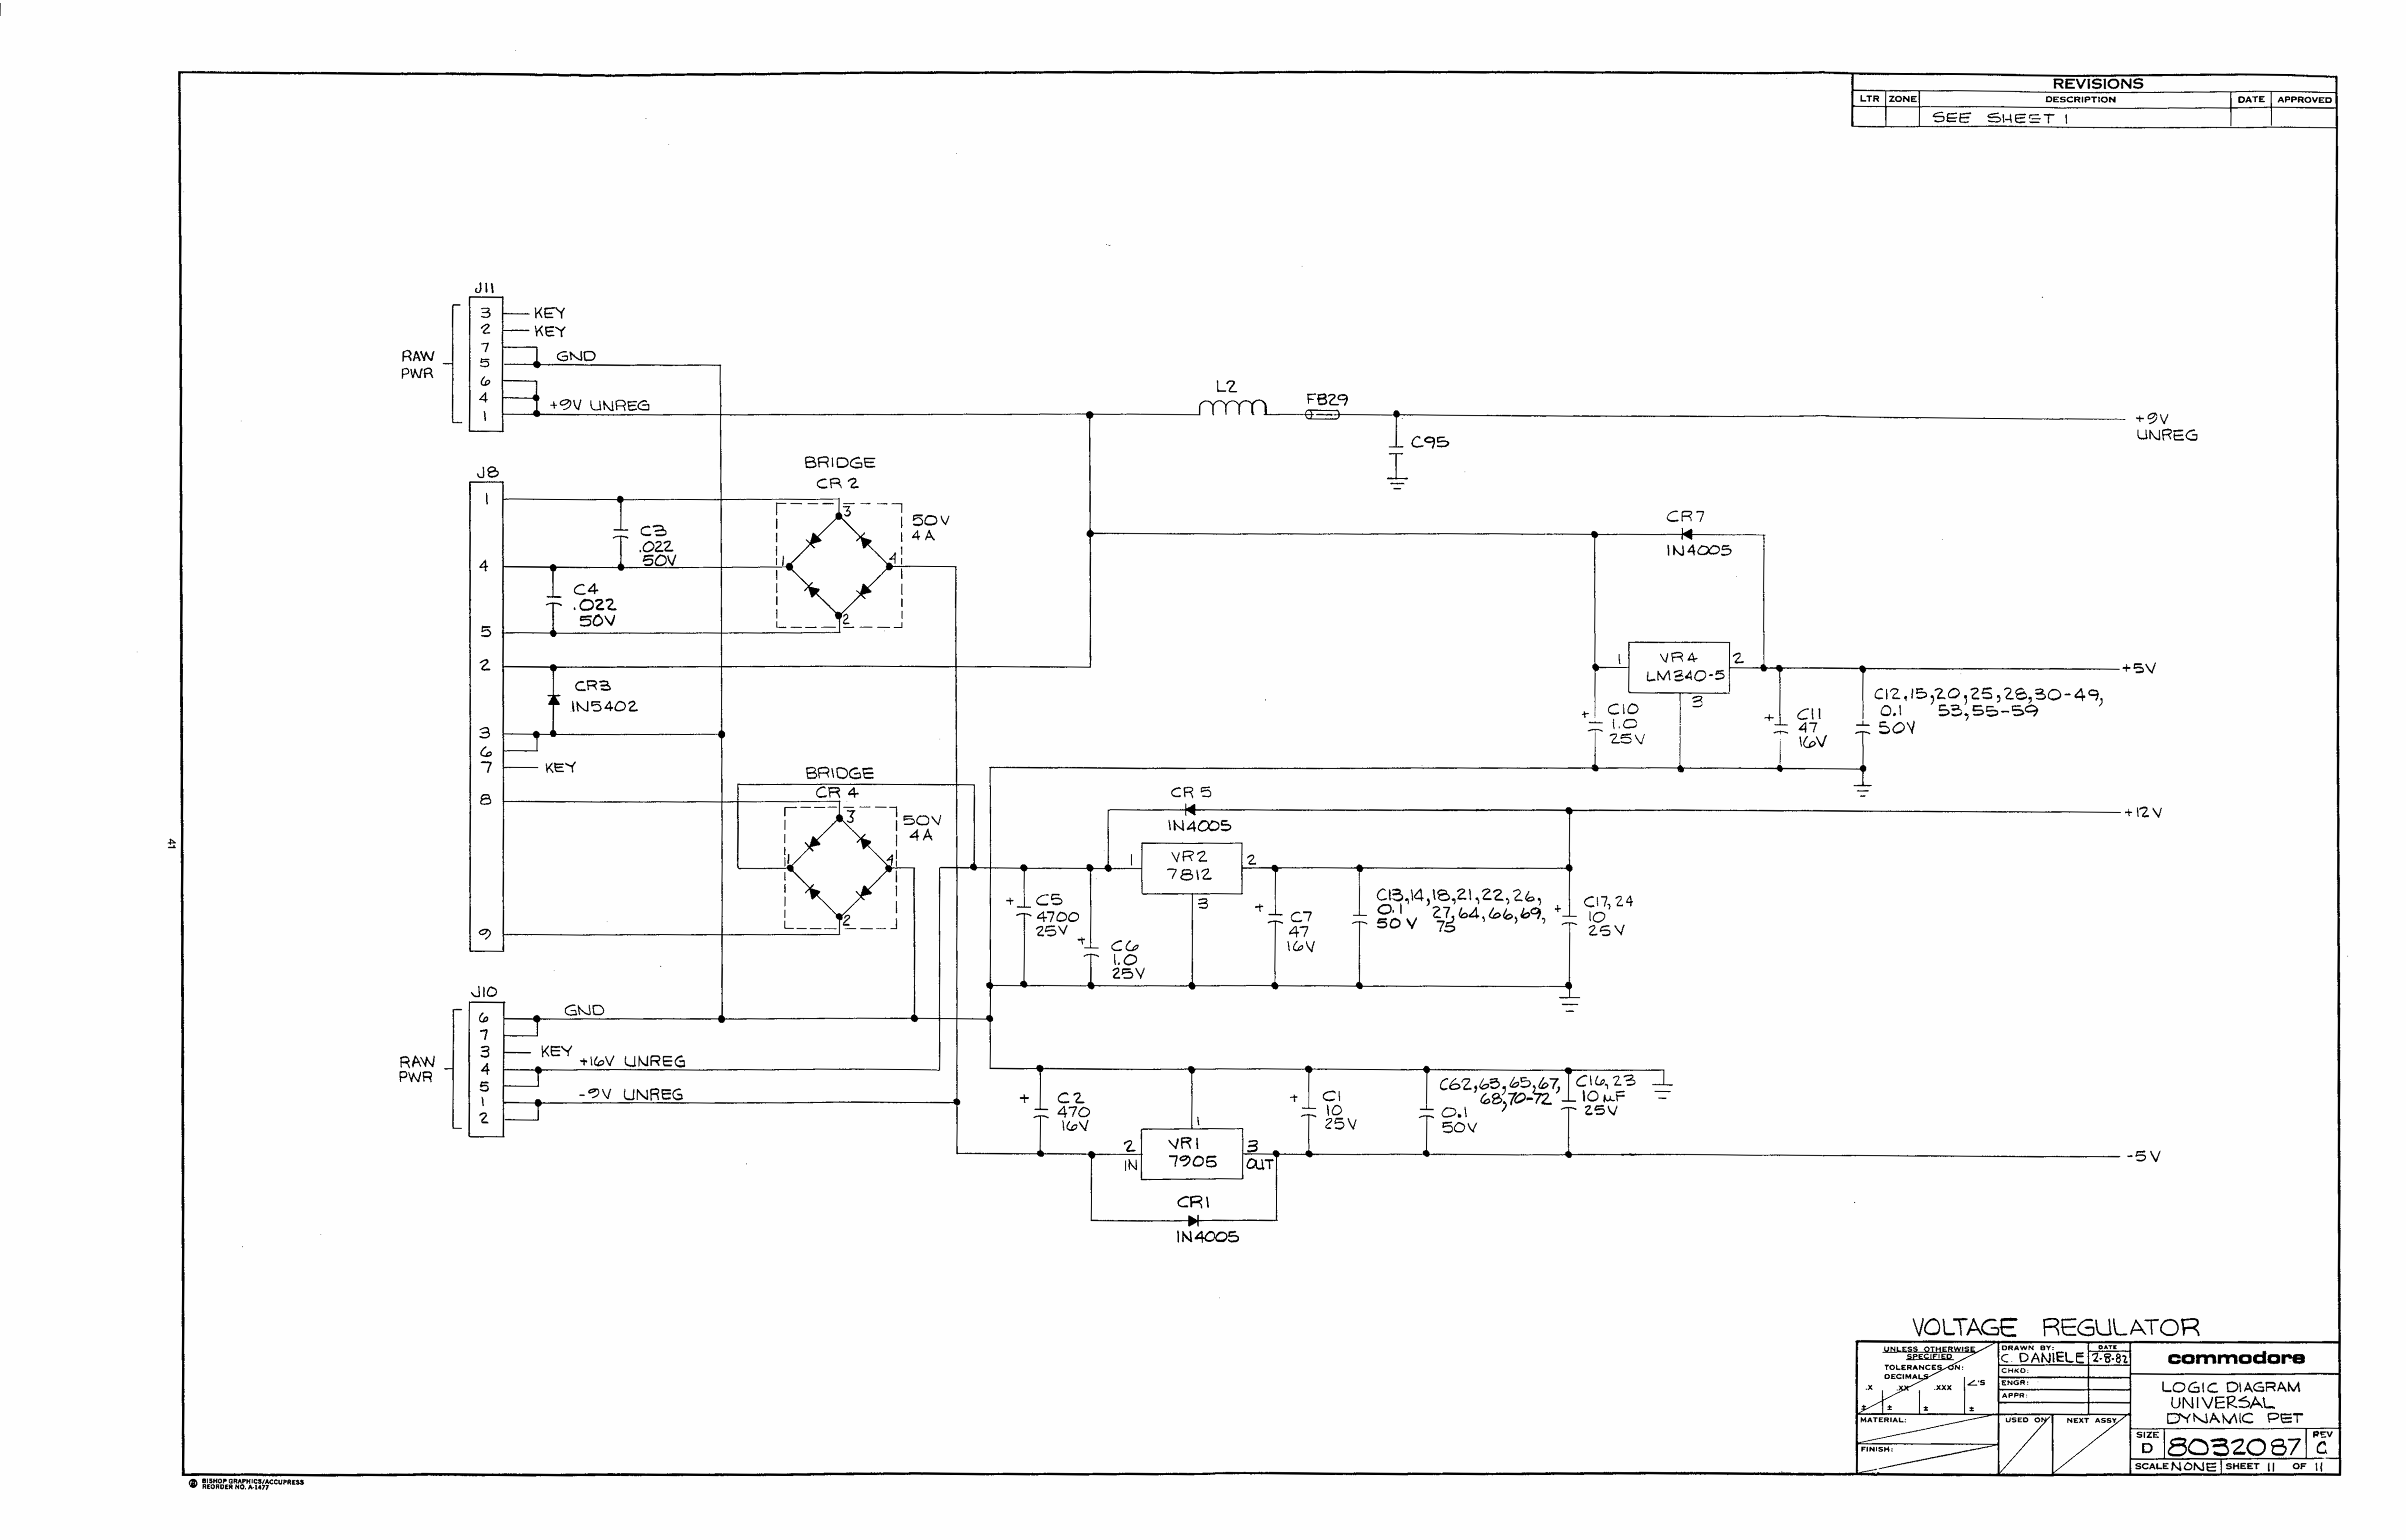 REVISIONS
LTR ZONE DESCRIPTION DATE APPROVED
SEE SHEET 1
J11
3 KEY
2 KEY
7
5 GND
6
4
1 +9V UNREG
RAW
PWR
L2
FB29
C95
+9V
UNREG
J8
1
4
5
2
3
6
7 KEY
8
9
C3
.022
50V
C4
.022
50V
CR3
IN5402
BRIDGE
CR2
50V
4A
3
1
4
2
CR7
IN4005
1
VR4
LM340-5
2
3
+5V
C10
+
1.0
25V
C11
+
47
16V
C12,15,20,25,28,30-49,
0.1 53,55-59
50V
BRIDGE
CR4
50V
4A
3
1
4
2
CR5
IN4005
+12V
1
VR2
7812
2
3
+ C5
4700
25V
+ C6
1.0
25V
+ C7
47
16V
C13,14,18,21,22,26,
0.1 27,64,66,69,
50V 75
+ C17,24
10
25V
J10
6 GND
7
3 KEY
4 +16V UNREG
5
1 -9V UNREG
2
RAW
PWR
+ C2
470
16V
+ C1
10
25V
C62,63,65,67,
68,70-72
0.1
50V
C16,23
10µF
25V
1
2
IN
VR1
7905
3
OUT
-5V
CR1
IN4005
41
VOLTAGE REGULATOR
UNLESS OTHERWISE
SPECIFIED
TOLERANCES ON:
DECIMALS
.X .XX .XXX ∠'S
± ± ± ±
MATERIAL:
FINISH:
DRAWN BY: DATE
C. DANIELE 2-8-82
CHKD:
ENGR:
APPR:
USED ON NEXT ASSY
commodore
LOGIC DIAGRAM
UNIVERSAL
DYNAMIC PET
SIZE REV
D 8032087 C
SCALE NONE SHEET 11 OF 11
BISHOP GRAPHICS/ACCUPRESS
REORDER NO. A-1477